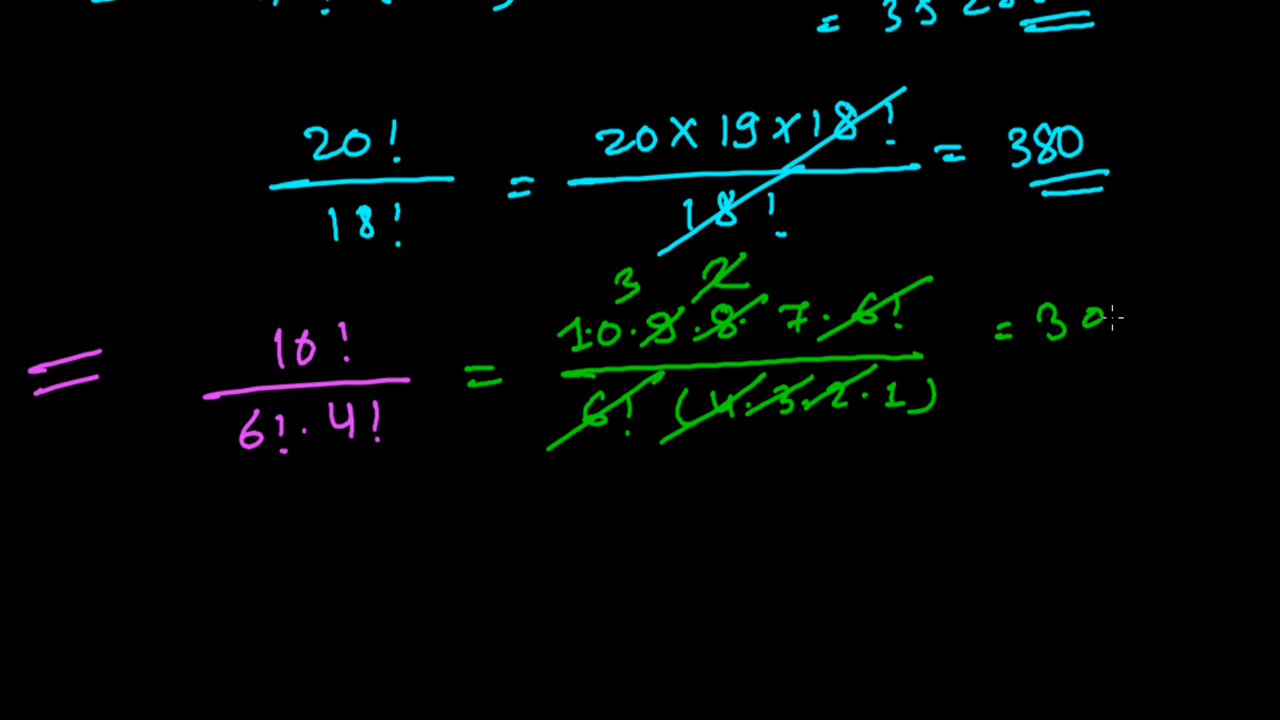 = 3520
20! / 18! = 20 X 19 X 18! / 18! = 380
3 2
10! / 6! . 4! = 10 . 9 . 8 . 7 . 6! / 6! (4 . 3 . 2 . 1) = 30